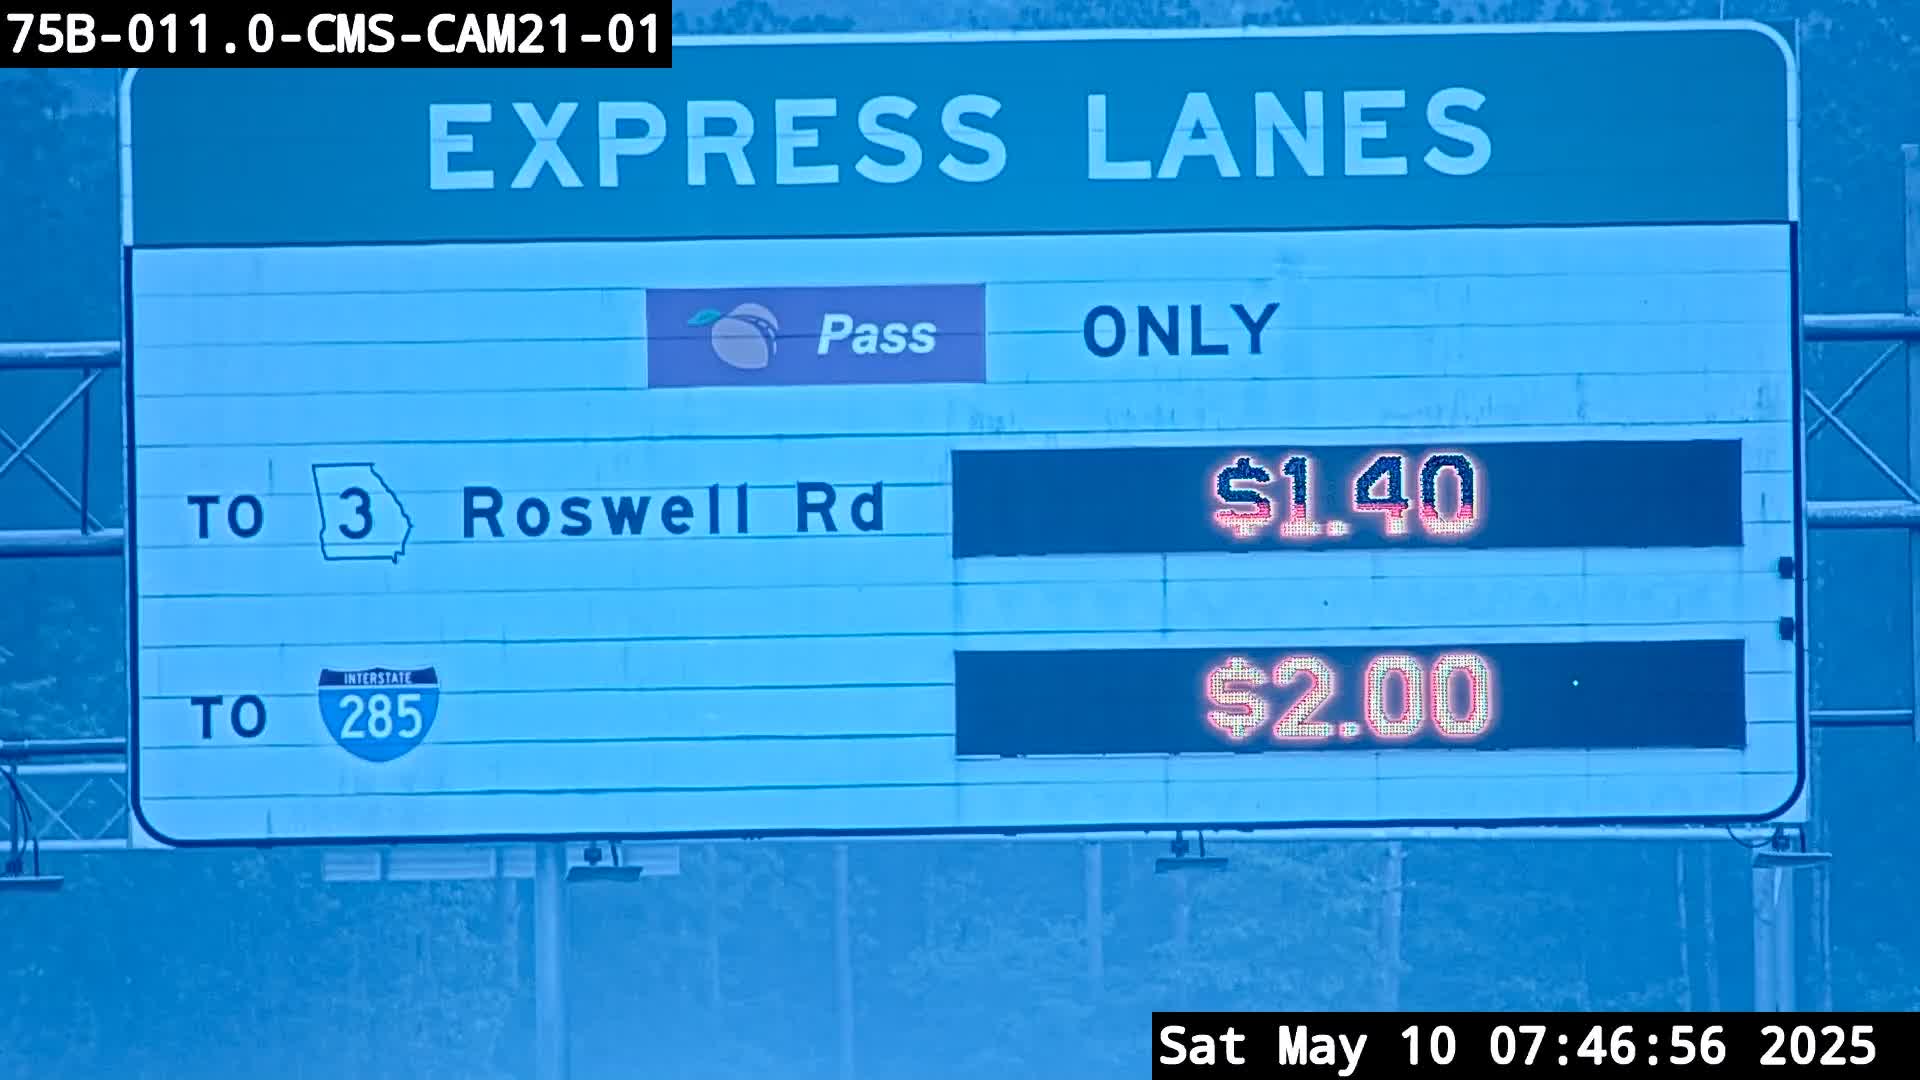 75B-011.0-CMS-CAM21-01
EXPRESS LANES
Pass ONLY
TO 3 Roswell Rd $1.40
INTERSTATE
TO 285 $2.00
Sat May 10 07:46:56 2025